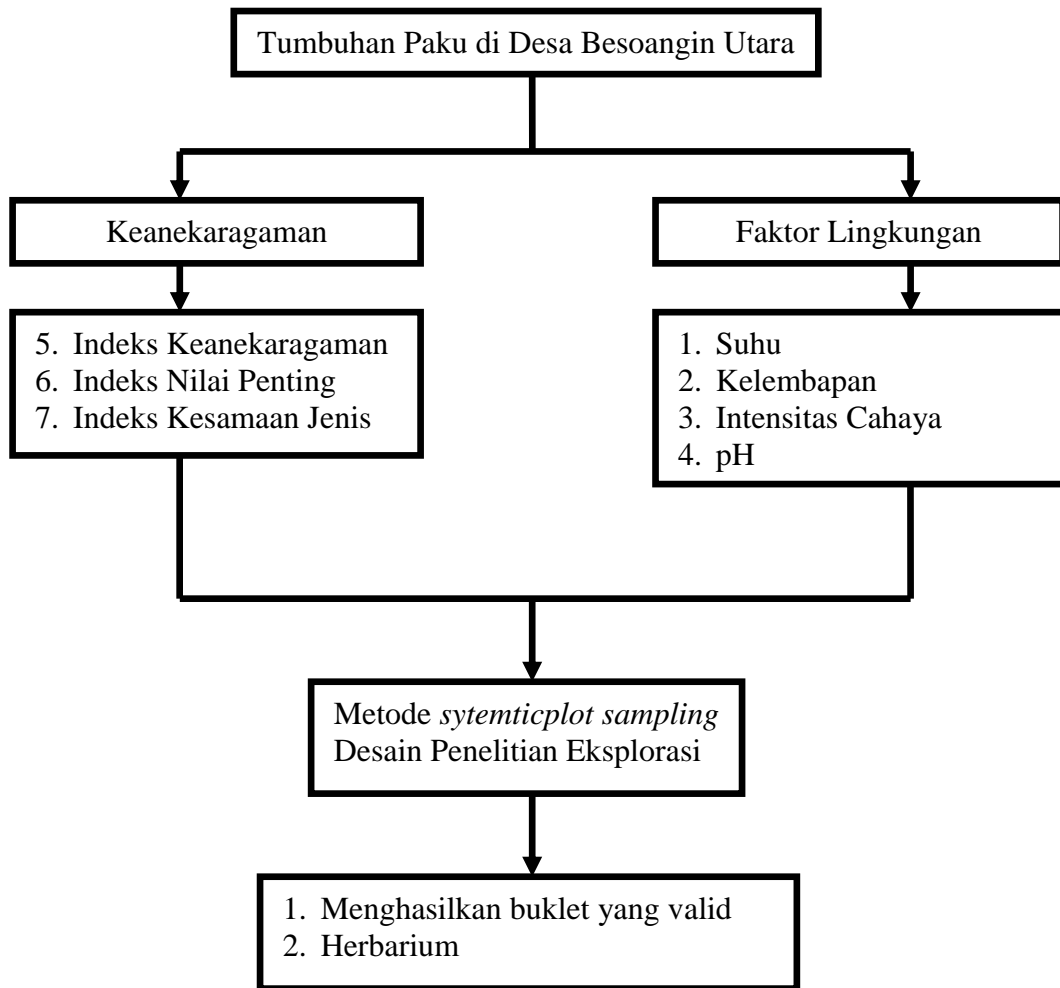 Tumbuhan Paku di Desa Besoangin Utara
Keanekaragaman
Faktor Lingkungan
5. Indeks Keanekaragaman
6. Indeks Nilai Penting
7. Indeks Kesamaan Jenis
1. Suhu
2. Kelembapan
3. Intensitas Cahaya
4. pH
Metode sytemticplot sampling
Desain Penelitian Eksplorasi
1. Menghasilkan buklet yang valid
2. Herbarium